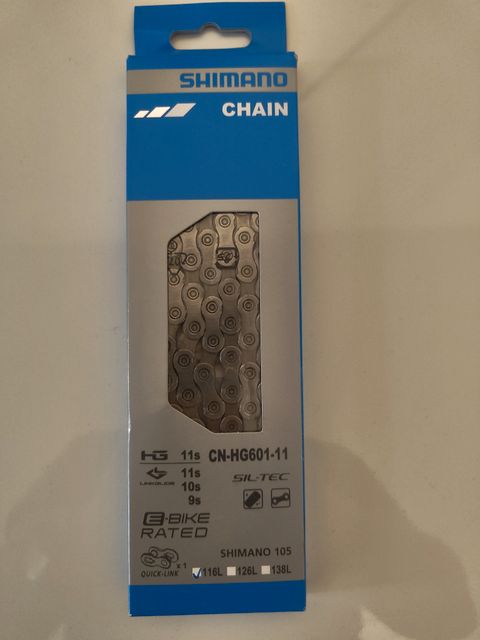 SHIMANO
CHAIN
HG 11s CN-HG601-11
LINKGLIDE 11s
10s
9s
SIL-TEC
E-BIKE
RATED
SHIMANO 105
x1
QUICK-LINK
116L 126L 138L